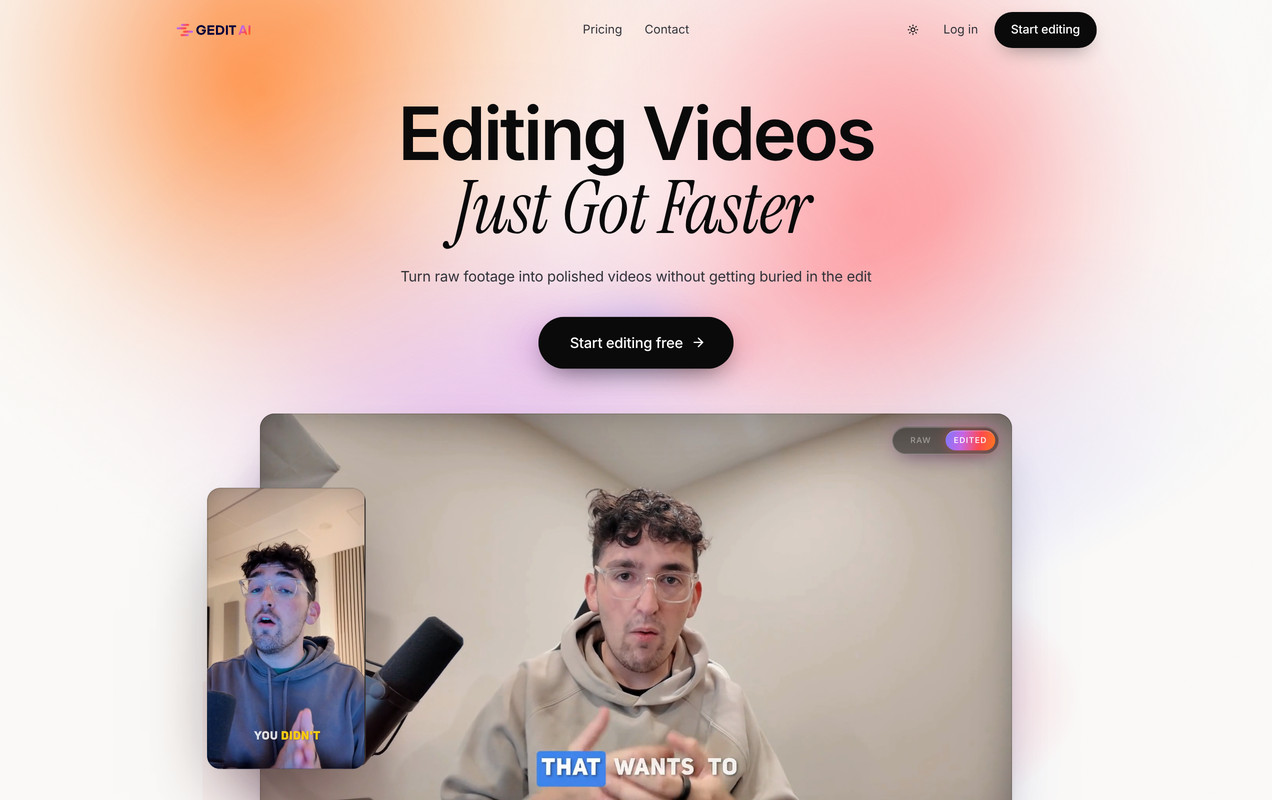 GEDIT AI
Pricing
Contact
Log in
Start editing
Editing Videos
Just Got Faster
Turn raw footage into polished videos without getting buried in the edit
Start editing free →
RAW
EDITED
YOU DIDN'T
THAT WANTS TO